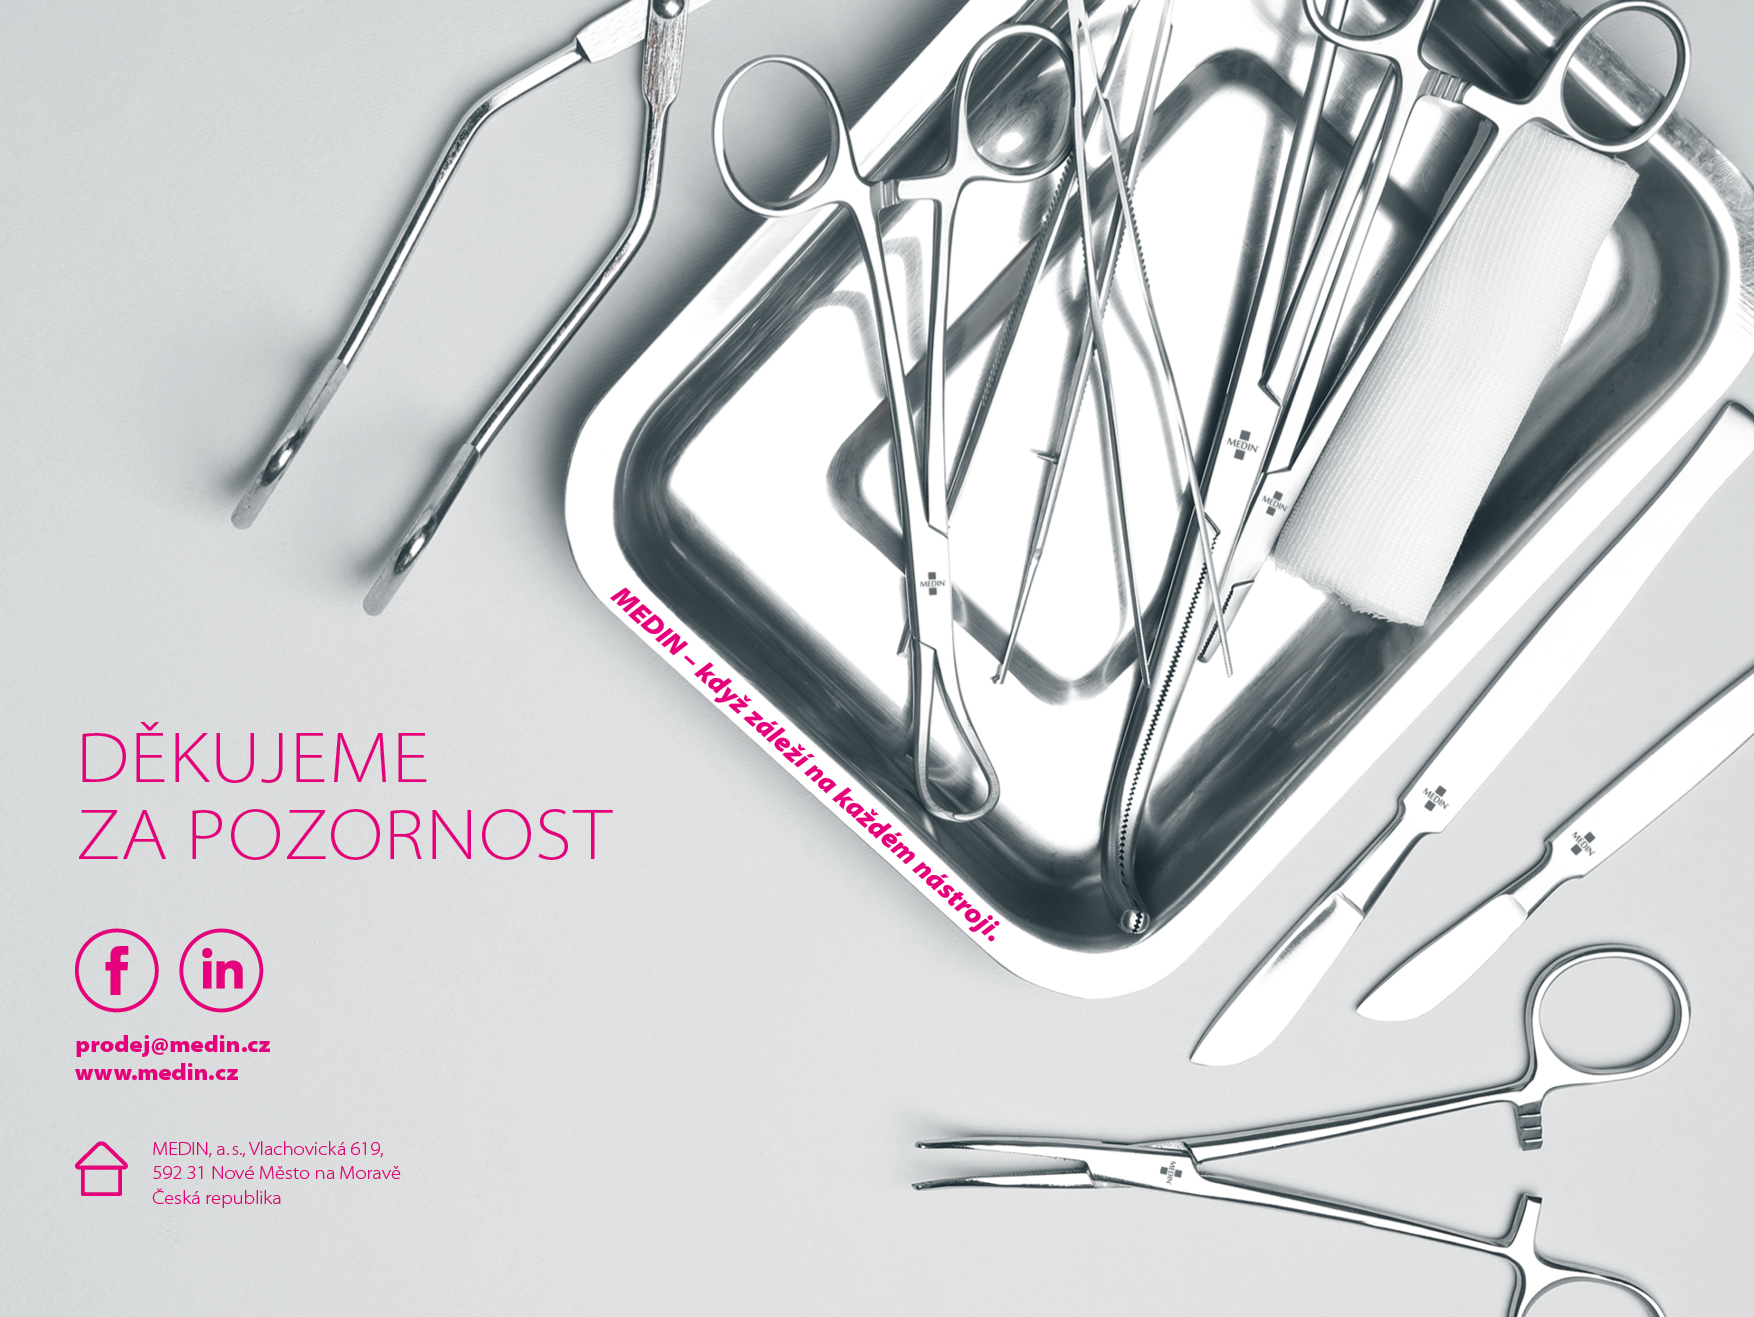 MEDIN
MEDIN
MEDIN
MEDIN – když záleží na každém nástroji.
DĚKUJEME
ZA POZORNOST
f
in
prodej@medin.cz
www.medin.cz
MEDIN, a. s., Vlachovická 619,
592 31 Nové Město na Moravě
Česká republika
MEDIN
MEDIN
MEDIN